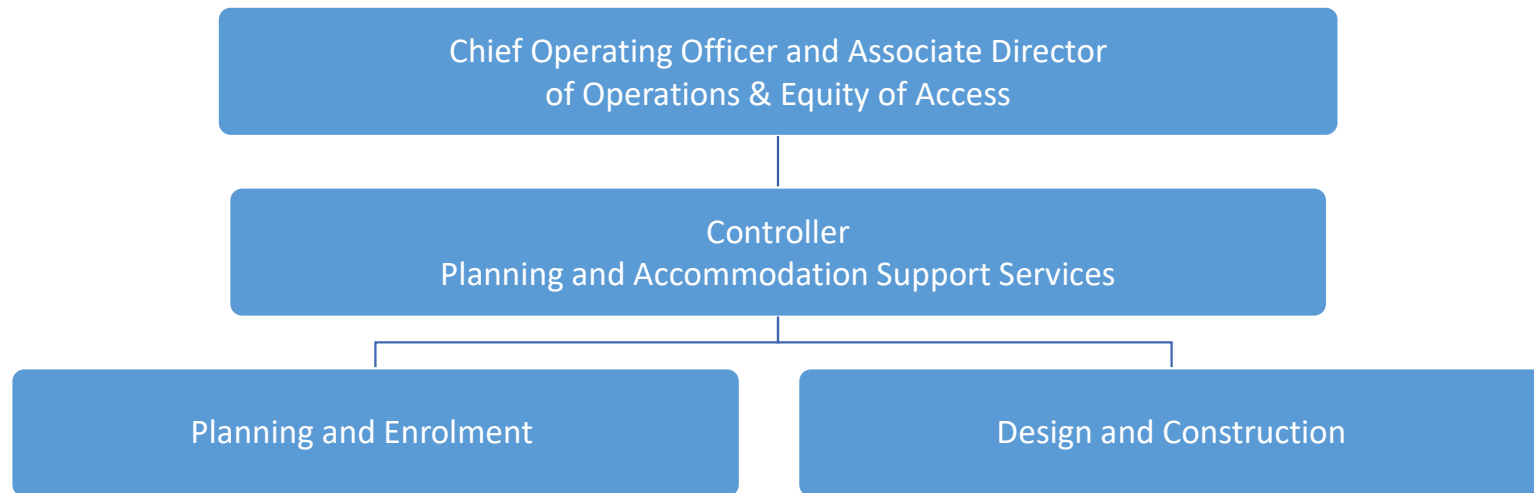 Chief Operating Officer and Associate Director
of Operations & Equity of Access
Controller
Planning and Accommodation Support Services
Planning and Enrolment
Design and Construction